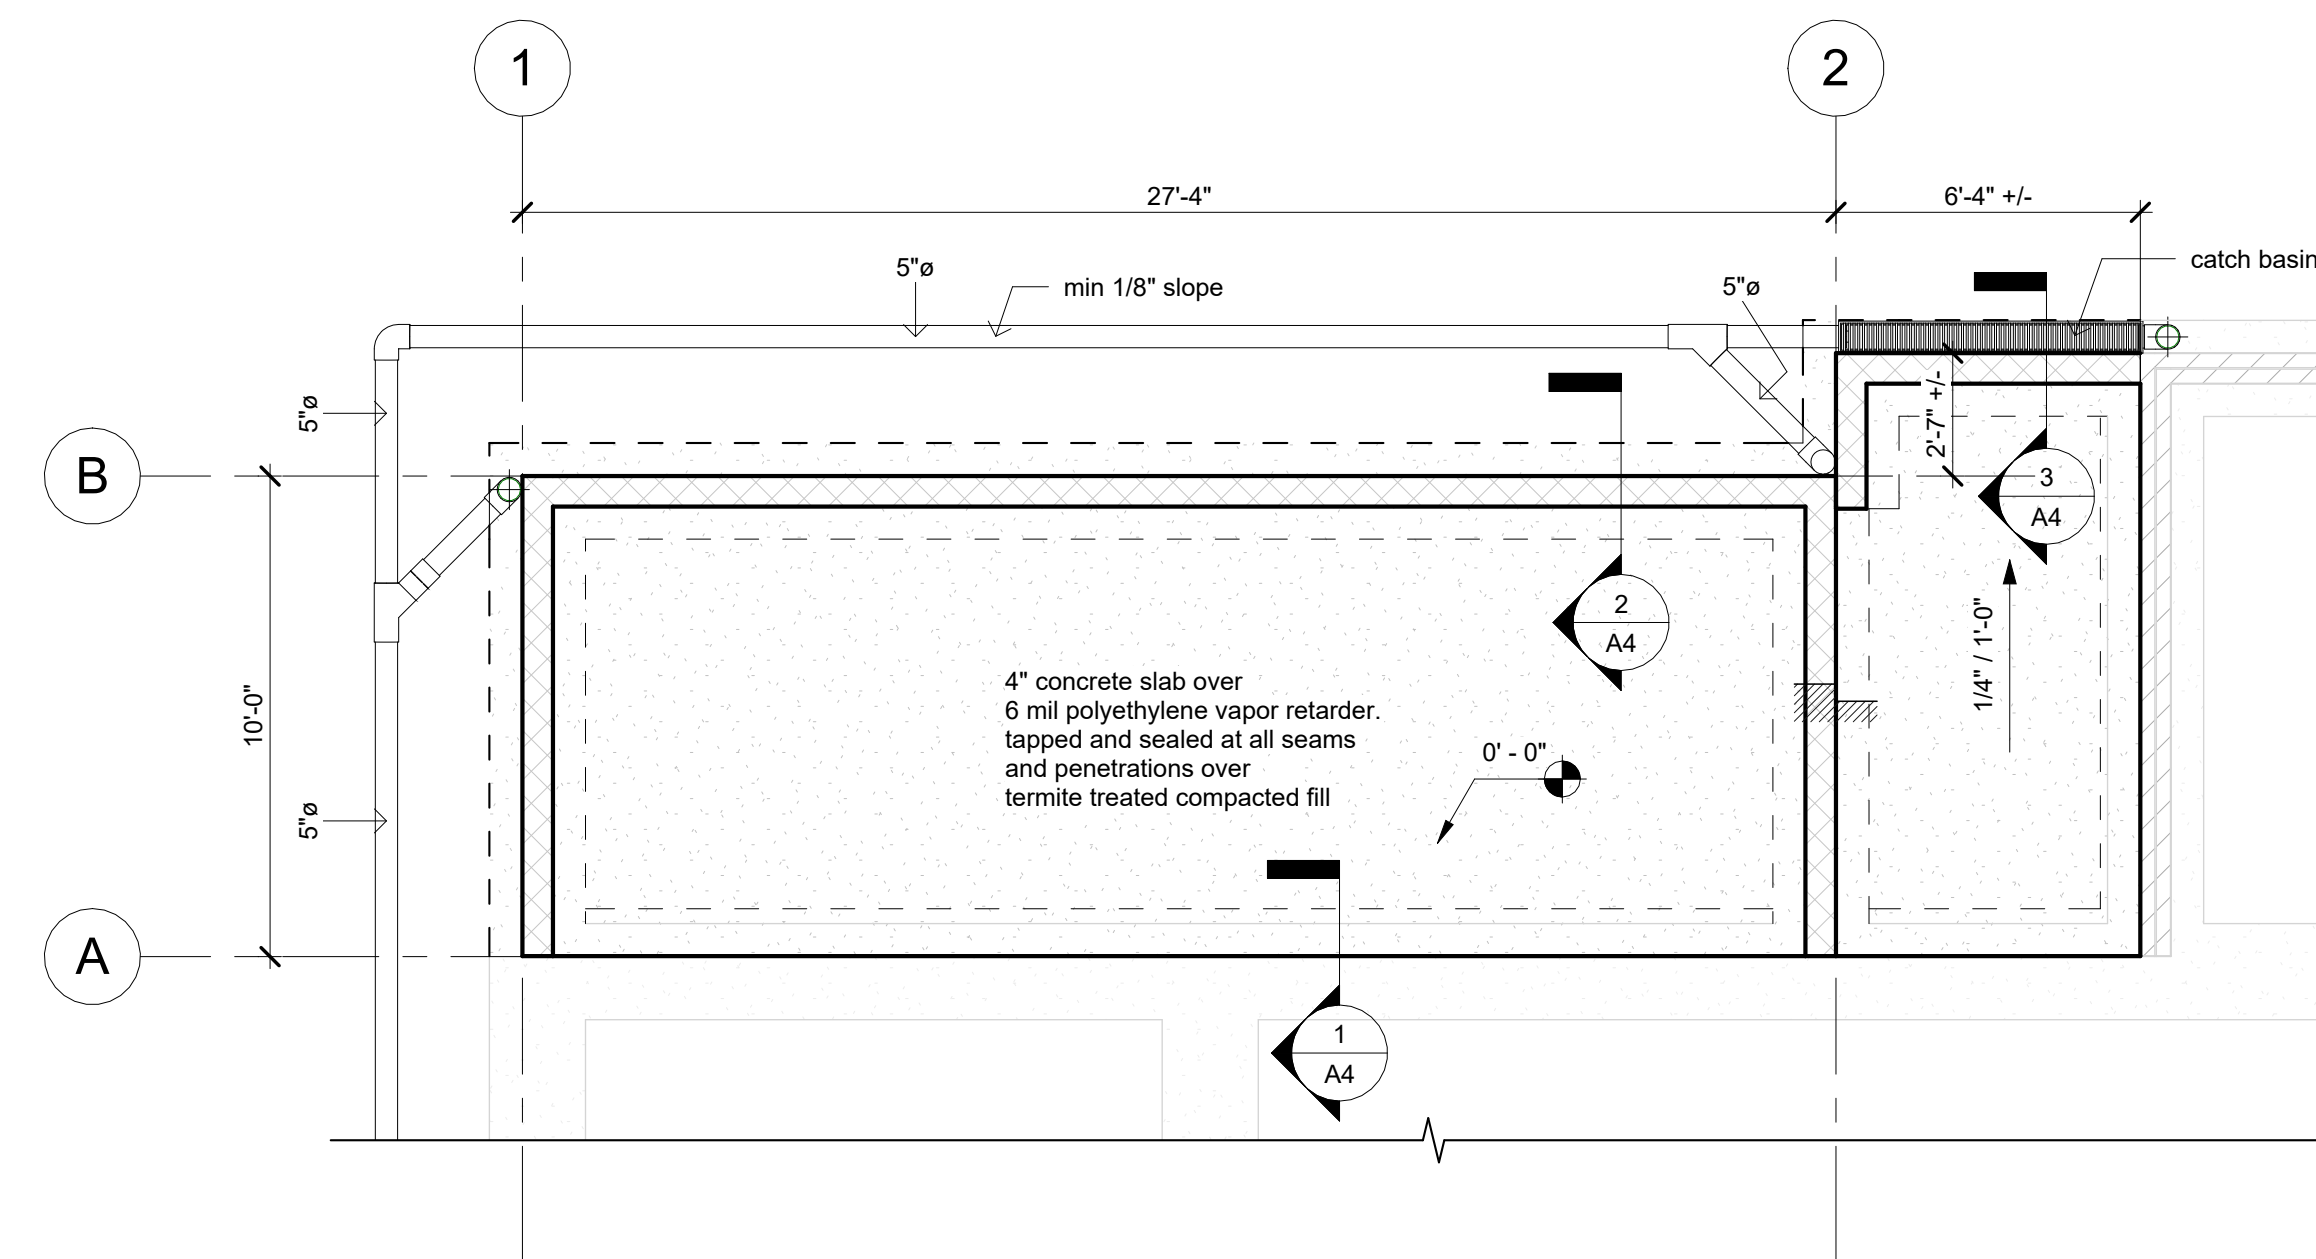 1
2
27'-4"
6'-4" +/-
catch basin
5"ø
min 1/8" slope
5"ø
5"ø
2'-7" +/-
B
3
A4
2
A4
1/4" / 1'-0"
4" concrete slab over
6 mil polyethylene vapor retarder.
tapped and sealed at all seams
and penetrations over
termite treated compacted fill
0' - 0"
10'-0"
5"ø
A
1
A4